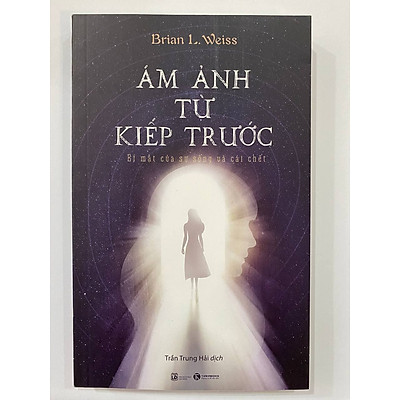 Brian L. Weiss
ÁM ẢNH
TỪ
KIẾP TRƯỚC
Bí mật của sự sống và cái chết
Trần Trung Hải dịch